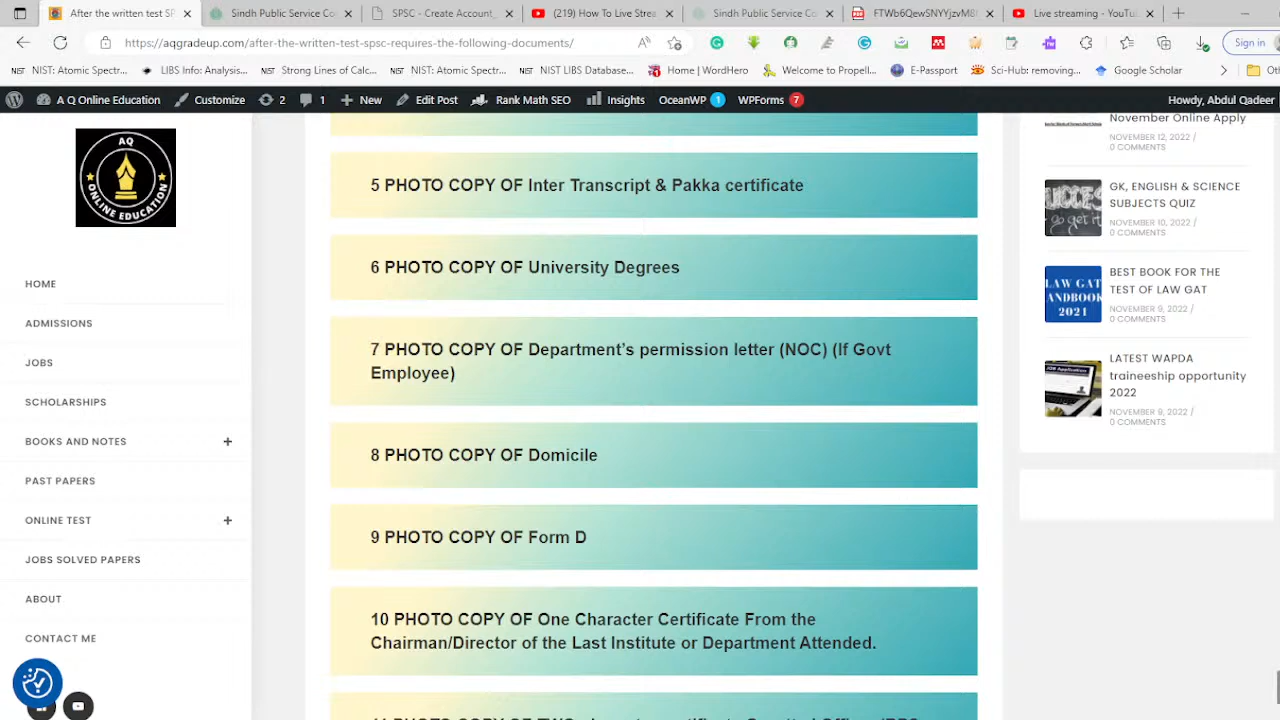 After the written test SP
Sindh Public Service Co
SPSC - Create Account,
(219) How To Live Stre
Sindh Public Service Co
FTWb6QewSNYYjzvM8
Live streaming - YouTu
https://aqgradeup.com/after-the-written-test-spsc-requires-the-following-documents/
Sign in
NIST: Atomic Spectr...
LIBS Info; Analysis...
Strong Lines of Calc...
NIST: Atomic Spectr...
NIST LIBS Database...
Home | WordHero
Welcome to Propell...
E-Passport
Sci-Hub: removing...
Google Scholar
A Q Online Education
Customize
2
1
New
Edit Post
Rank Math SEO
Insights
OceanWP 1
WPForms 7
Howdy, Abdul Qadeer
AQ
ONLINE EDUCATION
HOME
ADMISSIONS
JOBS
SCHOLARSHIPS
BOOKS AND NOTES +
PAST PAPERS
ONLINE TEST +
JOBS SOLVED PAPERS
ABOUT
CONTACT ME
5 PHOTO COPY OF Inter Transcript & Pakka certificate
6 PHOTO COPY OF University Degrees
7 PHOTO COPY OF Department's permission letter (NOC) (If Govt
Employee)
8 PHOTO COPY OF Domicile
9 PHOTO COPY OF Form D
10 PHOTO COPY OF One Character Certificate From the
Chairman/Director of the Last Institute or Department Attended.
November Online Apply
NOVEMBER 12, 2022 /
0 COMMENTS
GK, ENGLISH & SCIENCE
SUBJECTS QUIZ
NOVEMBER 10, 2022 /
0 COMMENTS
BEST BOOK FOR THE
TEST OF LAW GAT
NOVEMBER 9, 2022 /
0 COMMENTS
LAW GAT
ANDBOOK
2021
LATEST WAPDA
traineeship opportunity
2022
NOVEMBER 9, 2022 /
0 COMMENTS